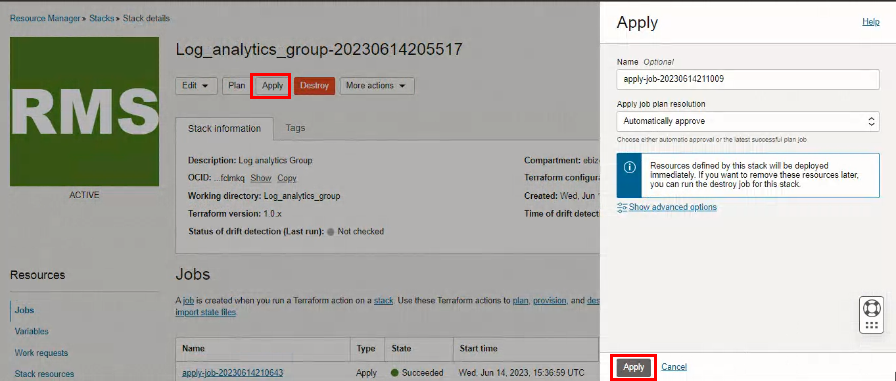 Resource Manager » Stacks » Stack details
RMS
ACTIVE
Log_analytics_group-20230614205517
Edit Plan Apply Destroy More actions
Stack information Tags
Description: Log analytics Group
OCID: ...fclmkq Show Copy
Working directory: Log_analytics_group
Terraform version: 1.0.x
Status of drift detection (Last run): Not checked
Compartment: ebiz
Terraform configura
Created: Wed, Jun 1
Time of drift detect
Resources
Jobs
Variables
Work requests
Stack resources
Jobs
A job is created when you run a Terraform action on a stack. Use these Terraform actions to plan, provision, and des
import state files.
Name Type State Start time
apply-job-20230614210643 Apply Succeeded Wed, Jun 14, 2023, 15:36:59 UTC
Apply Help
Name Optional
apply-job-20230614211009
Apply job plan resolution
Automatically approve
Choose either automatic approval or the latest successful plan job
Resources defined by this stack will be deployed
immediately. If you want to remove these resources later,
you can run the destroy job for this stack.
Show advanced options
Apply Cancel